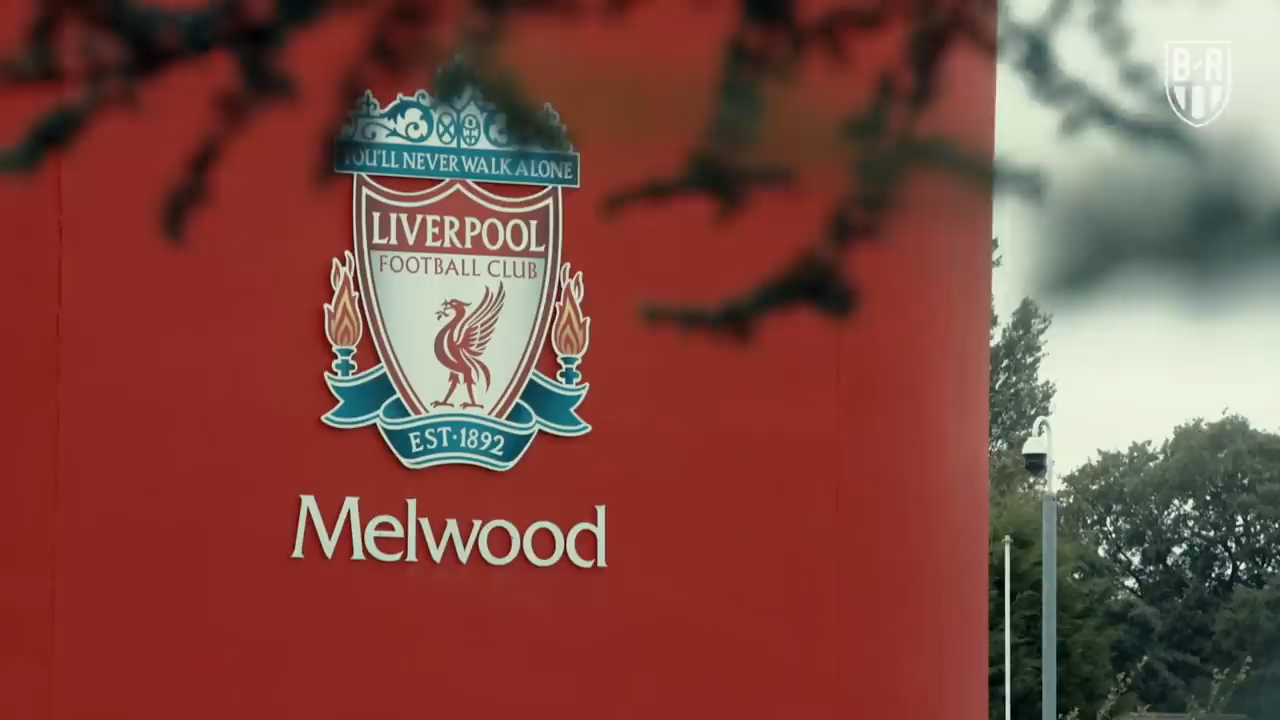 B R
YOU'LL NEVER WALK ALONE
LIVERPOOL
FOOTBALL CLUB
EST·1892
Melwood